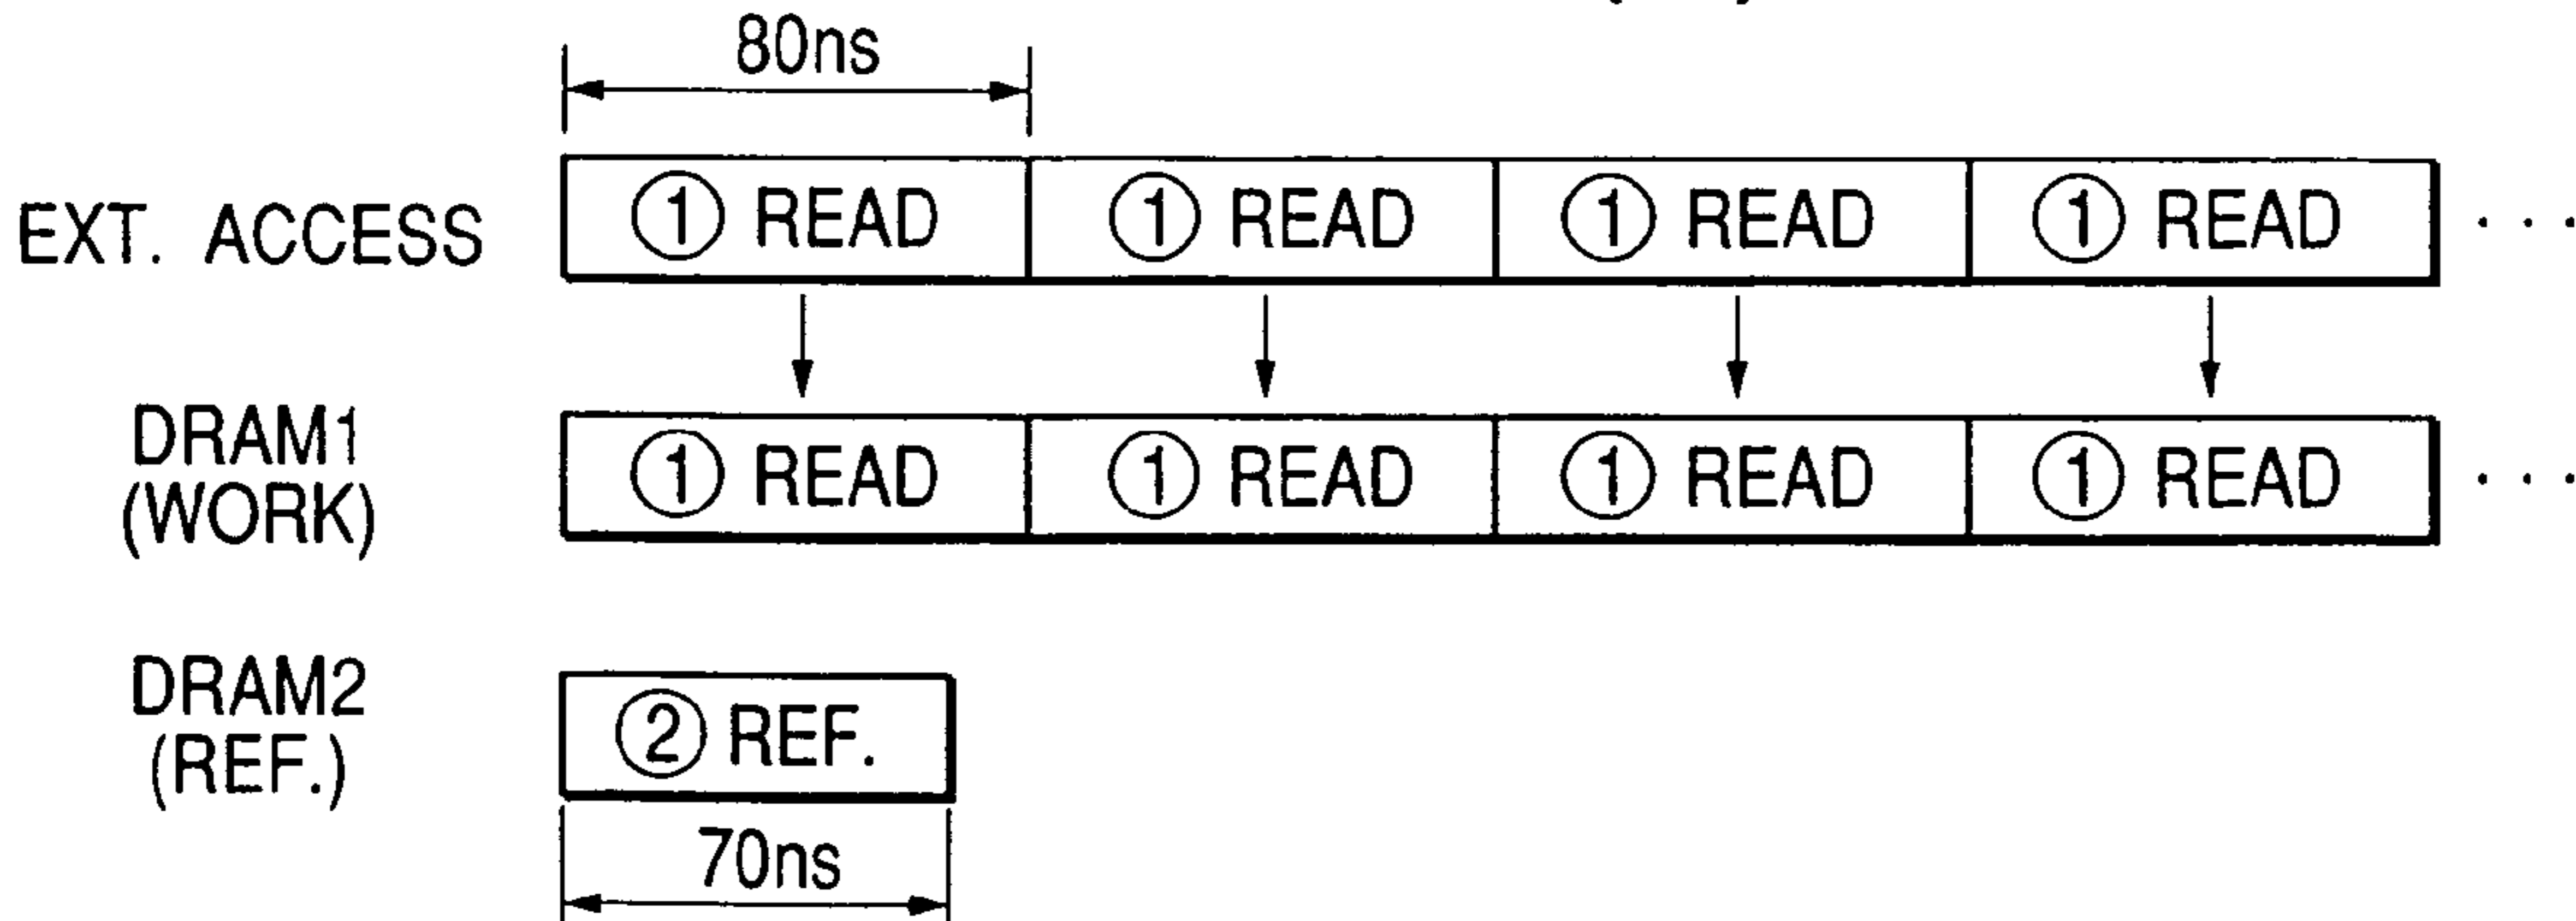 80ns
EXT. ACCESS ① READ ① READ ① READ ① READ ...
DRAM1
(WORK)
① READ ① READ ① READ ① READ ...
DRAM2
(REF.)
② REF.
70ns